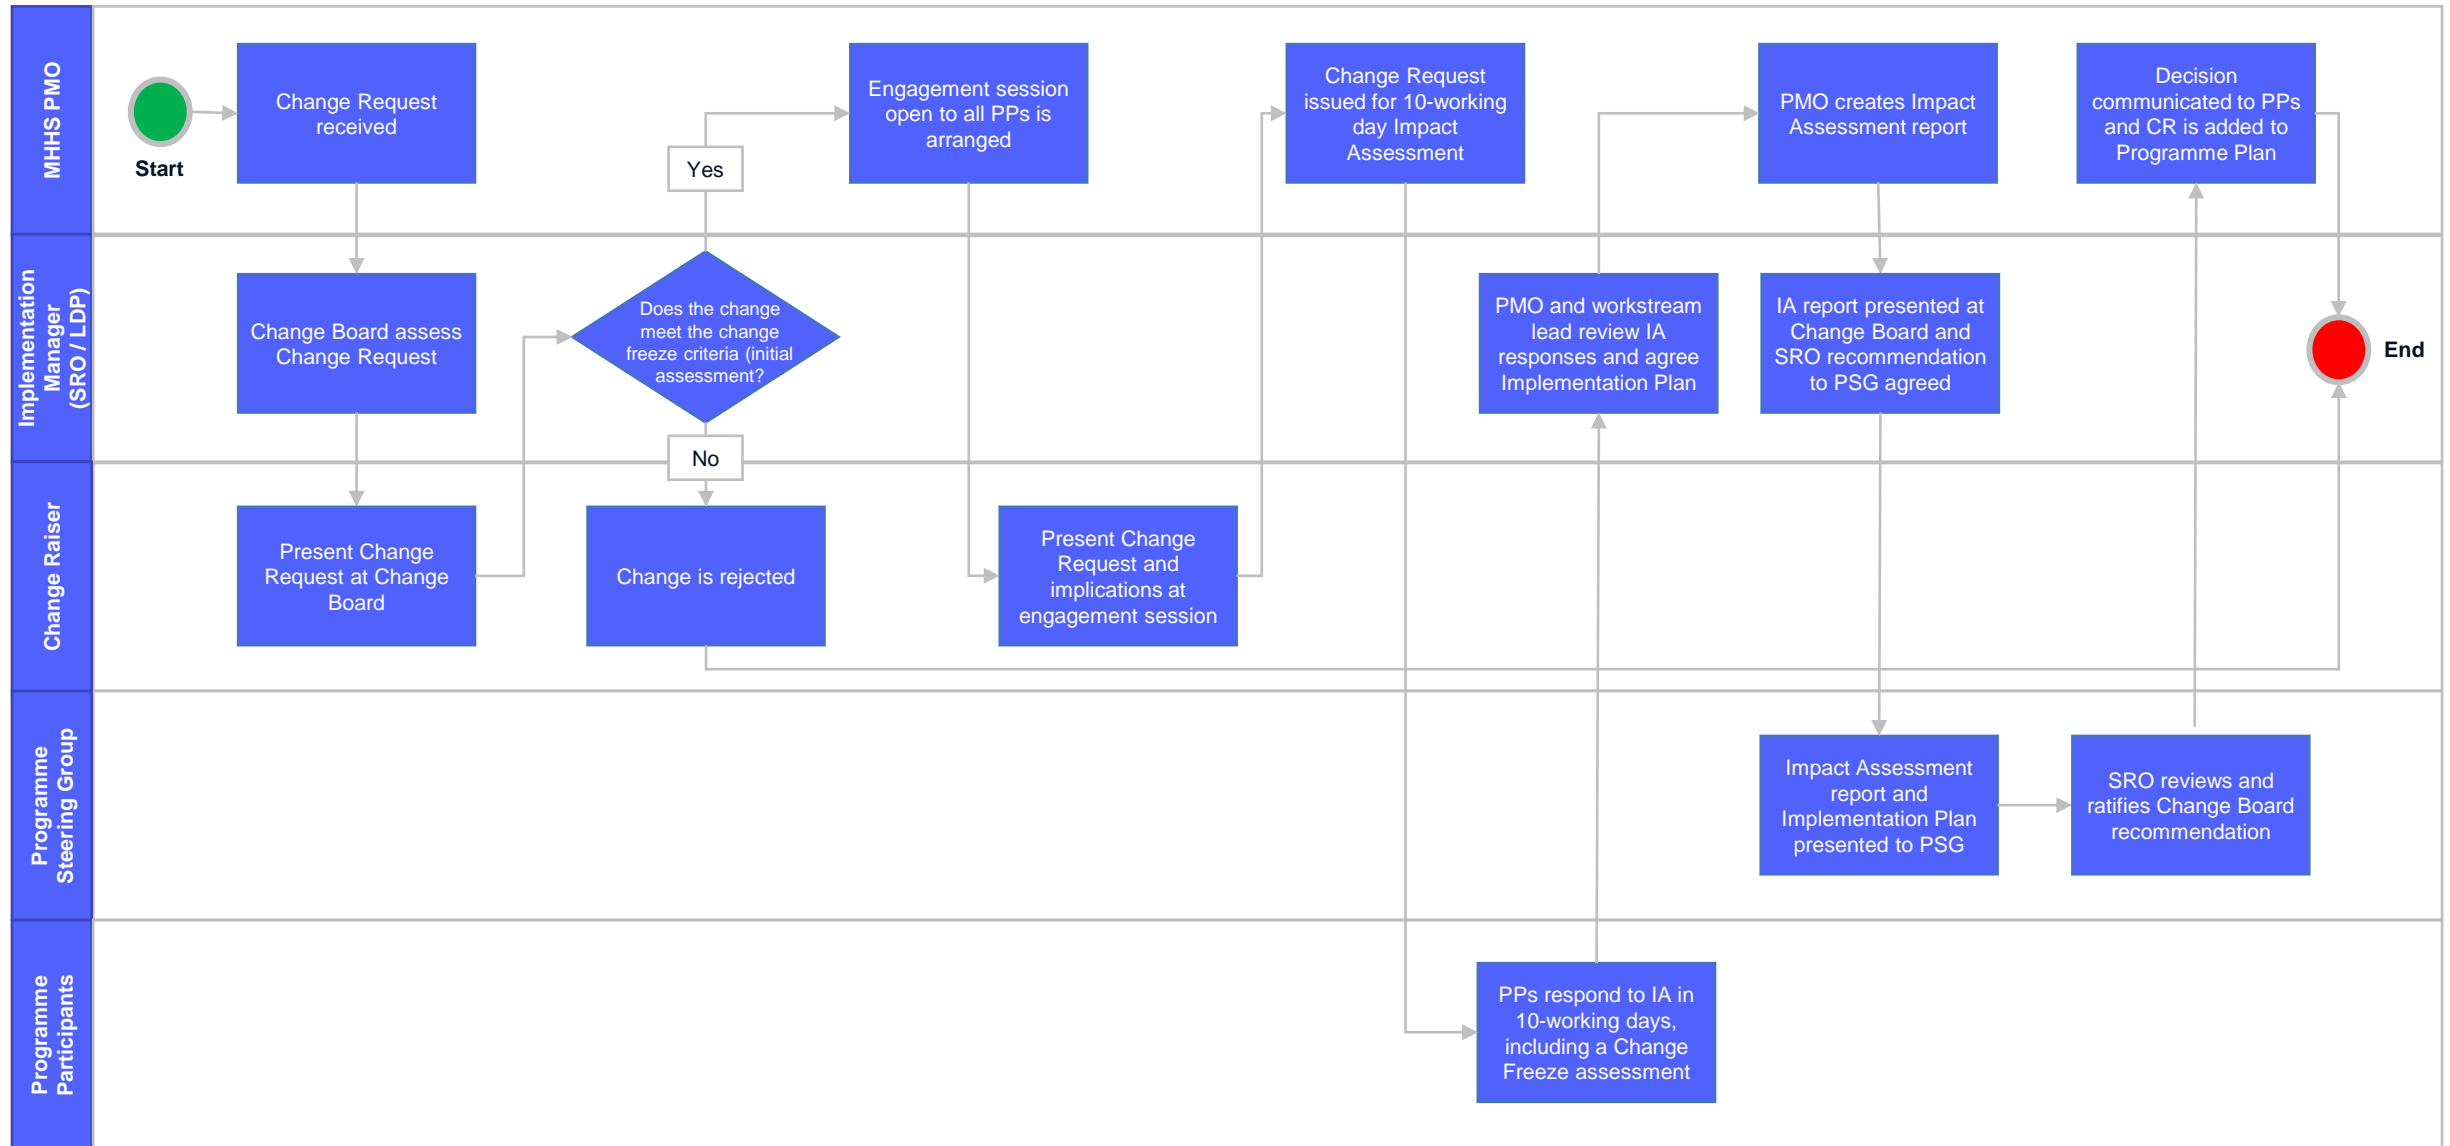 MHHS PMO
Start
Change Request
received
Yes
Engagement session
open to all PPs is
arranged
Change Request
issued for 10-working
day Impact
Assessment
PMO creates Impact
Assessment report
Decision
communicated to PPs
and CR is added to
Programme Plan
Implementation
Manager
(SRO / LDP)
Change Board assess
Change Request
Does the change
meet the change
freeze criteria (initial
assessment?
No
PMO and workstream
lead review IA
responses and agree
Implementation Plan
IA report presented at
Change Board and
SRO recommendation
to PSG agreed
End
Change Raiser
Present Change
Request at Change
Board
Change is rejected
Present Change
Request and
implications at
engagement session
Programme
Steering Group
Impact Assessment
report and
Implementation Plan
presented to PSG
SRO reviews and
ratifies Change Board
recommendation
Programme
Participants
PPs respond to IA in
10-working days,
including a Change
Freeze assessment